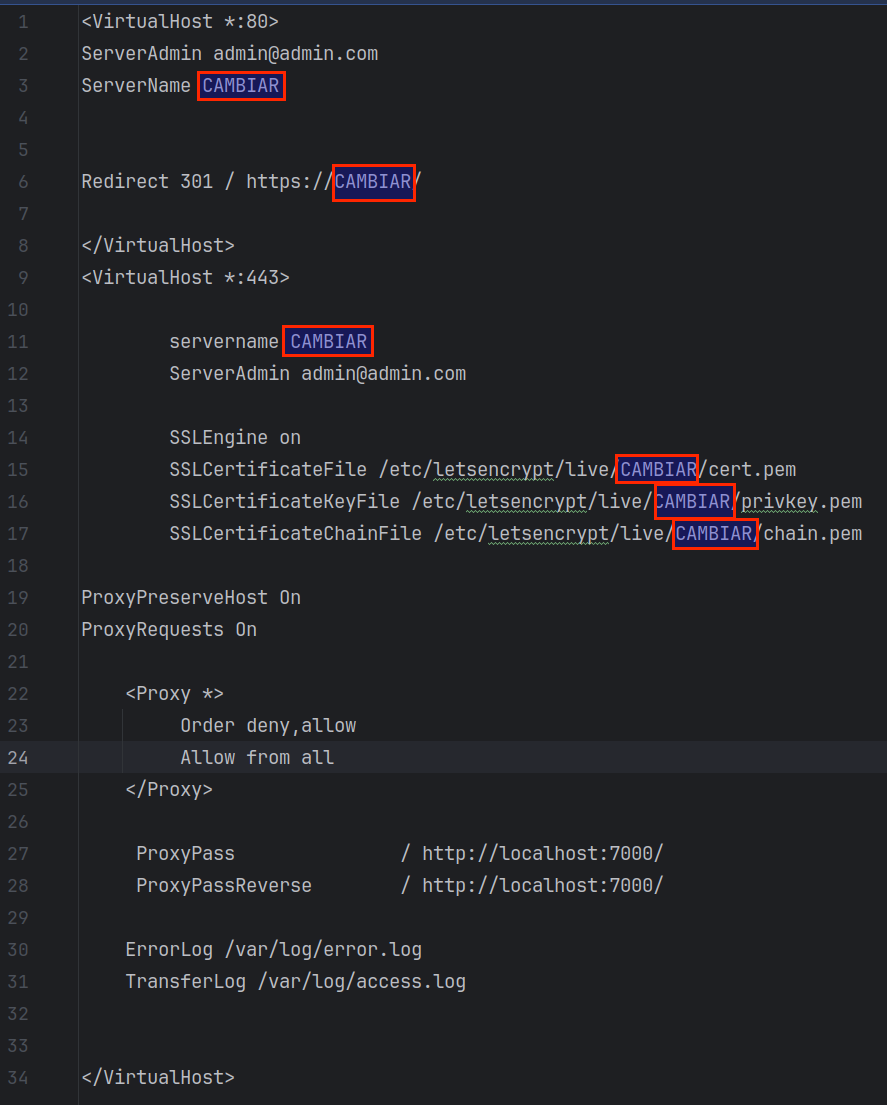 1 <VirtualHost *:80>
2 ServerAdmin admin@admin.com
3 ServerName CAMBIAR
4
5
6 Redirect 301 / https://CAMBIAR/
7
8 </VirtualHost>
9 <VirtualHost *:443>
10
11 servername CAMBIAR
12 ServerAdmin admin@admin.com
13
14 SSLEngine on
15 SSLCertificateFile /etc/letsencrypt/live/CAMBIAR/cert.pem
16 SSLCertificateKeyFile /etc/letsencrypt/live/CAMBIAR/privkey.pem
17 SSLCertificateChainFile /etc/letsencrypt/live/CAMBIAR/chain.pem
18
19 ProxyPreserveHost On
20 ProxyRequests On
21
22 <Proxy *>
23 Order deny,allow
24 Allow from all
25 </Proxy>
26
27 ProxyPass / http://localhost:7000/
28 ProxyPassReverse / http://localhost:7000/
29
30 ErrorLog /var/log/error.log
31 TransferLog /var/log/access.log
32
33
34 </VirtualHost>